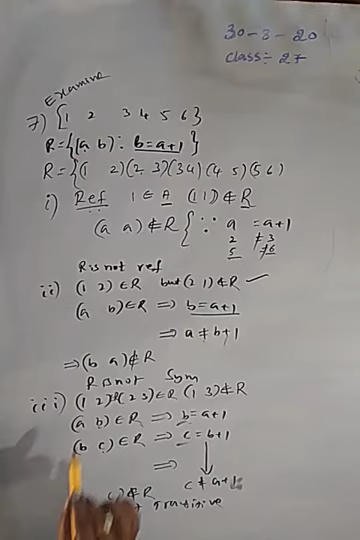 30-3-20
class:- 27
Examine
7) {1 2 3 4 5 6}
R={(a b): b=a+1}
R={(1 2)(2 3)(3 4)(4 5)(5 6)
i) Ref 1 ∈ A (1 1) ∉ R
(a a) ∉ R { ∵ a = a+1
2 ≠ 3
5 ≠ 6
R is not ref
ii) (1 2) ∈ R but (2 1) ∉ R ✓
(a b) ∈ R ⇒ b=a+1
⇒ a ≠ b+1
⇒ (b a) ∉ R
R is not Sym
iii) (1 2) (2 3) ∈ R (1 3) ∉ R
(a b) ∈ R ⇒ b=a+1
(b c) ∈ R ⇒ c = b+1
⇒ c ≠ a+1
c) ∉ R
transitive